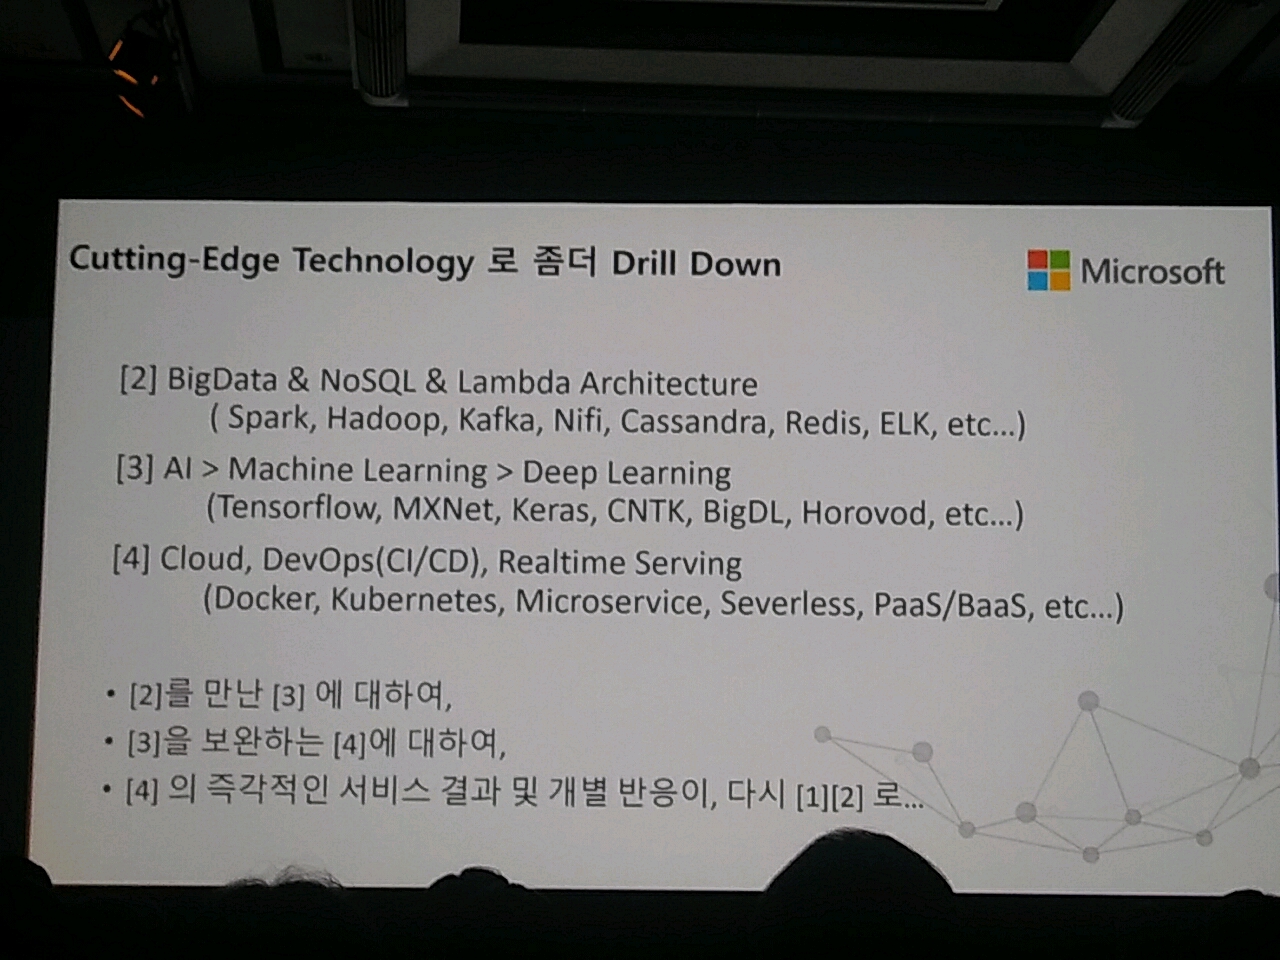 Cutting-Edge Technology 로 좀더 Drill Down
Microsoft
[2] BigData & NoSQL & Lambda Architecture
( Spark, Hadoop, Kafka, Nifi, Cassandra, Redis, ELK, etc...)
[3] AI > Machine Learning > Deep Learning
(Tensorflow, MXNet, Keras, CNTK, BigDL, Horovod, etc...)
[4] Cloud, DevOps(CI/CD), Realtime Serving
(Docker, Kubernetes, Microservice, Severless, PaaS/BaaS, etc...)
• [2]를 만난 [3] 에 대하여,
• [3]을 보완하는 [4]에 대하여,
• [4] 의 즉각적인 서비스 결과 및 개별 반응이, 다시 [1][2] 로...